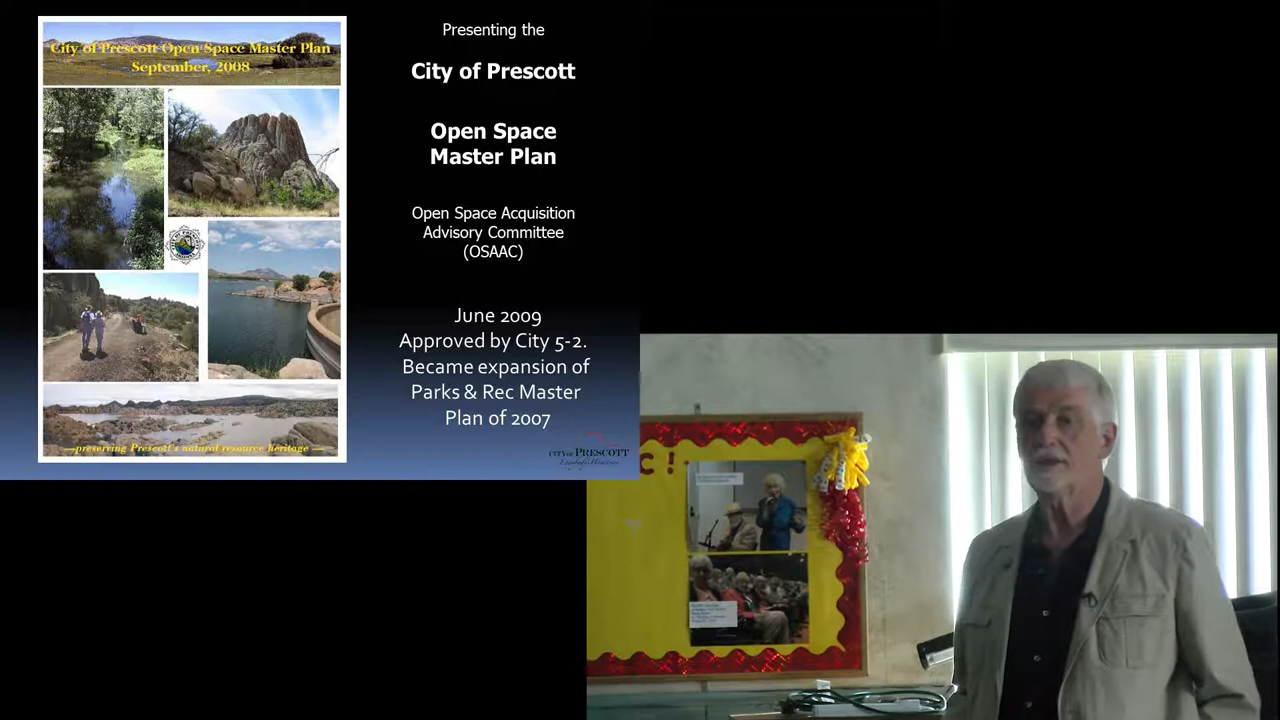 City of Prescott Open Space Master Plan
September, 2008
—preserving Prescott's natural resource heritage —
Presenting the
City of Prescott
Open Space
Master Plan
Open Space Acquisition
Advisory Committee
(OSAAC)
June 2009
Approved by City 5-2.
Became expansion of
Parks & Rec Master
Plan of 2007
CITY OF PRESCOTT
Everybody's Hometown
C!